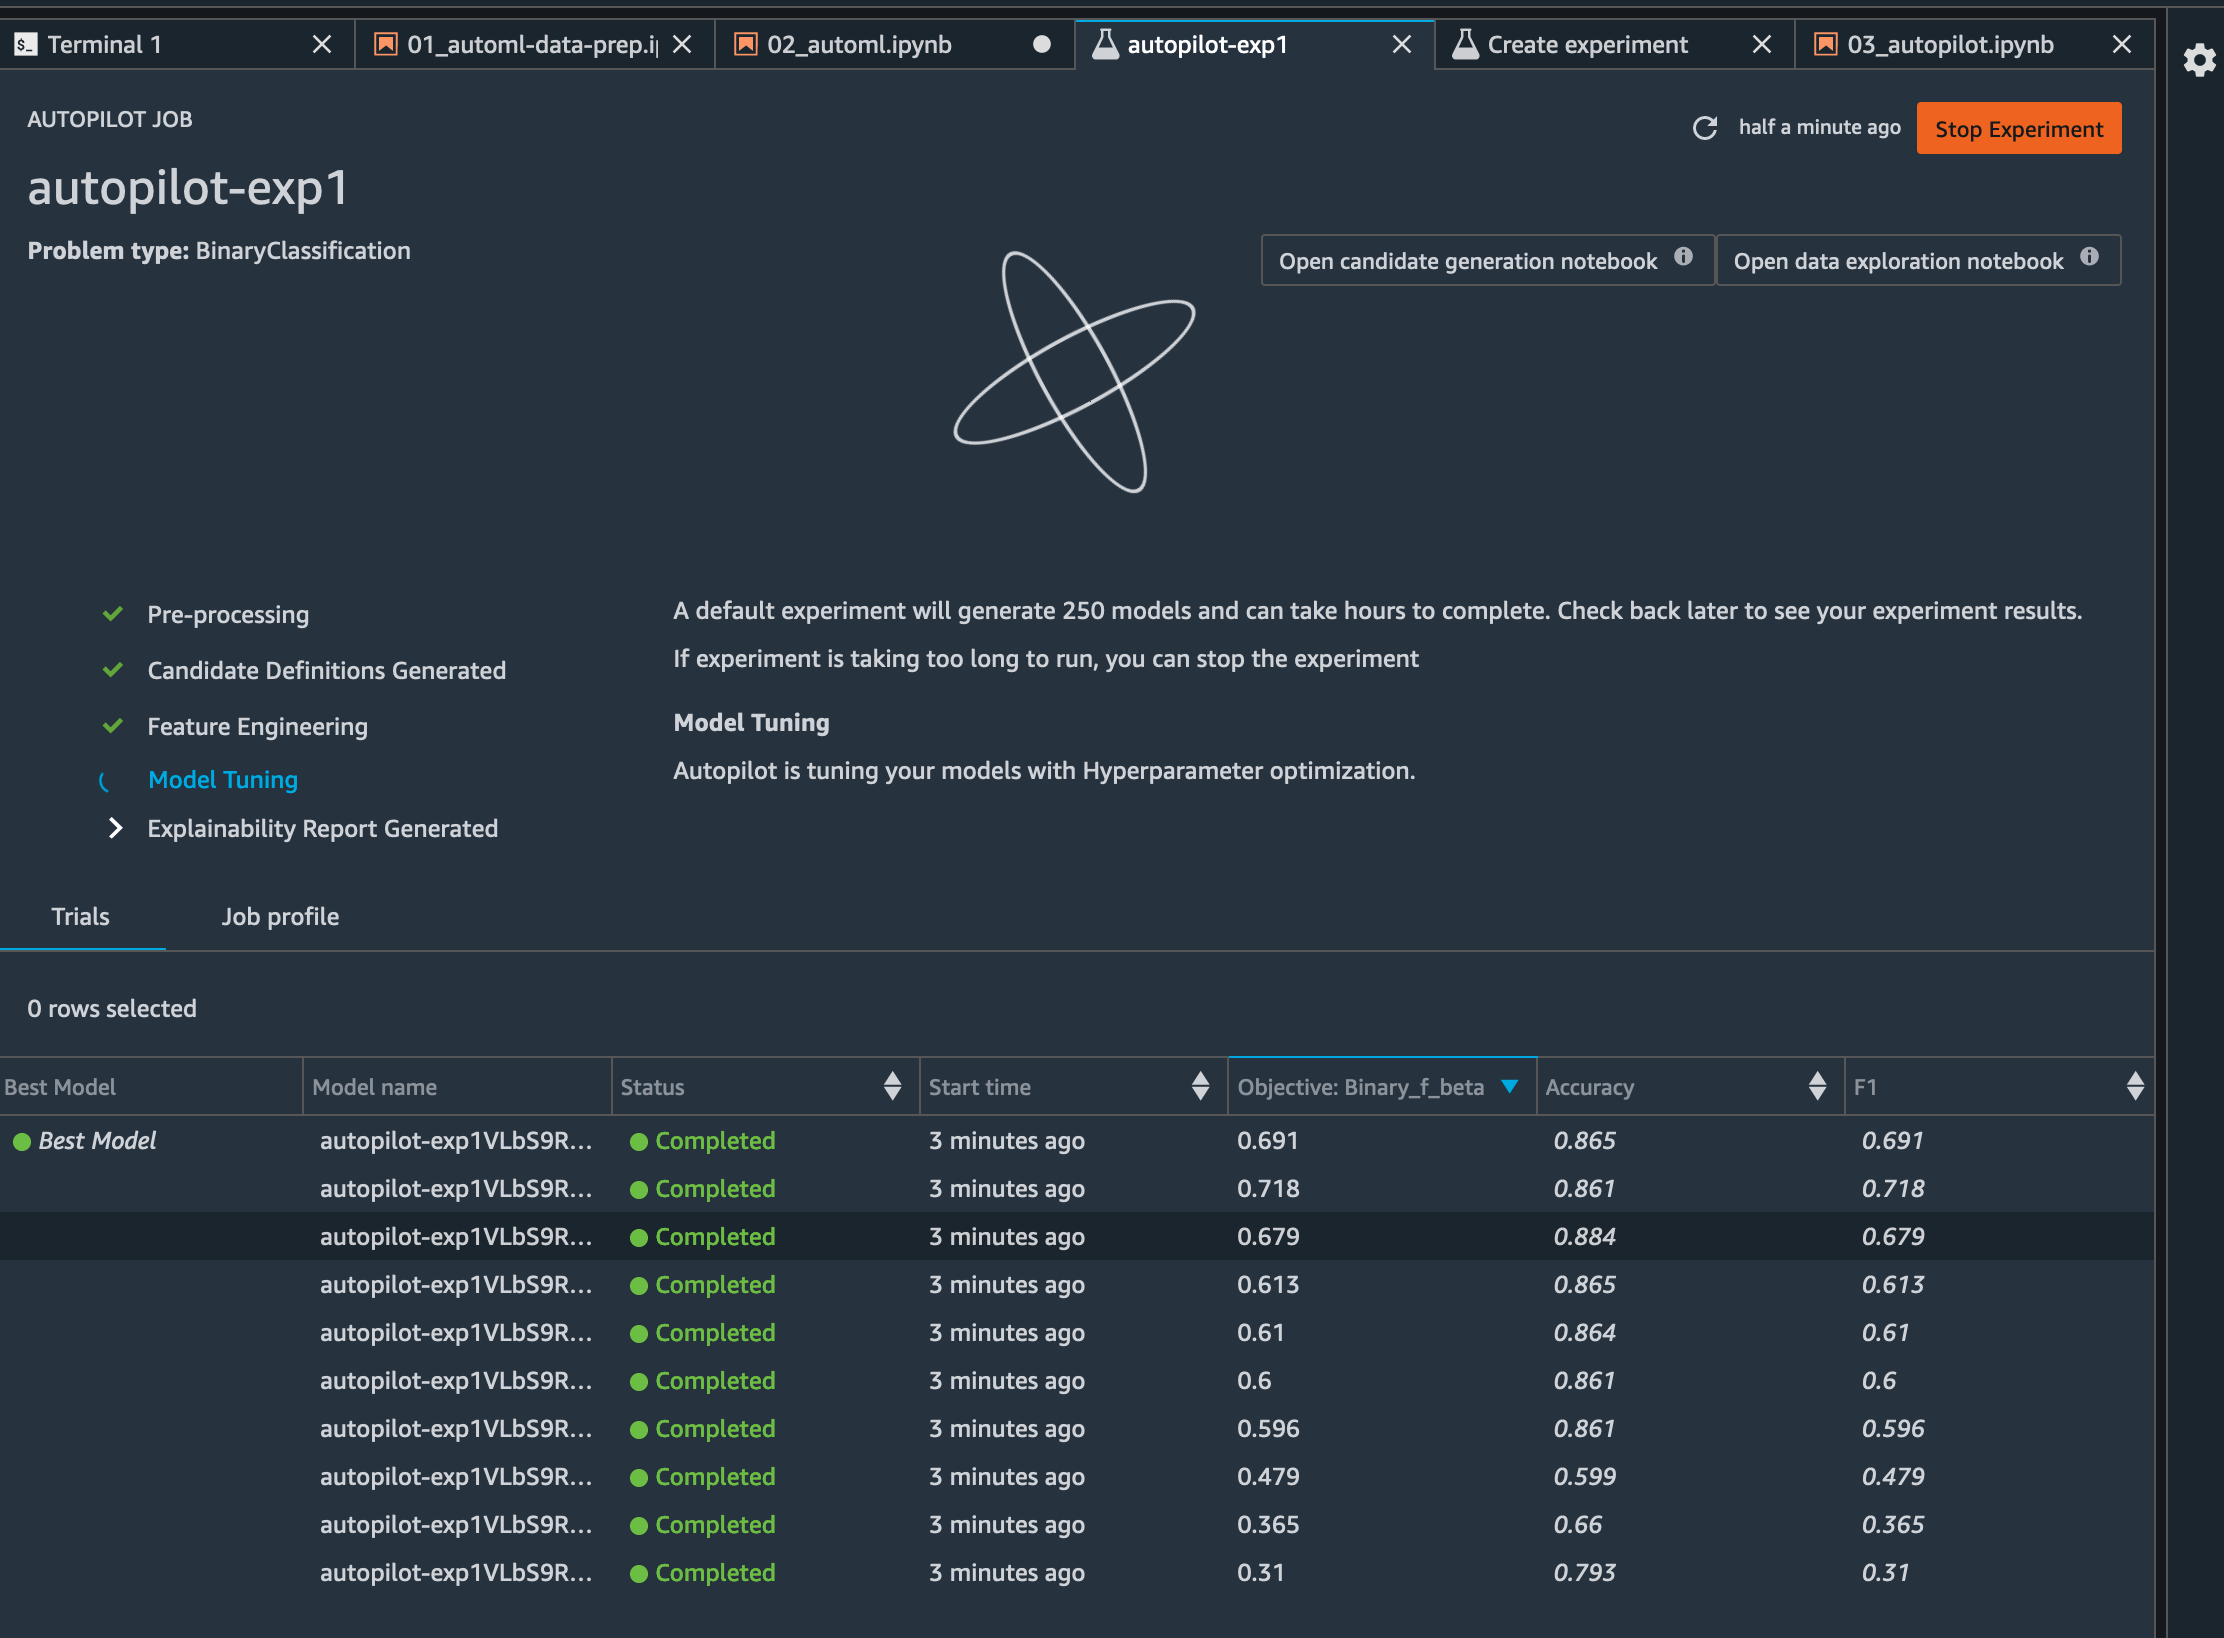 Terminal 1
01_automl-data-prep.i
02_automl.ipynb
autopilot-exp1
Create experiment
03_autopilot.ipynb
AUTOPILOT JOB
half a minute ago
Stop Experiment
autopilot-exp1
Problem type: BinaryClassification
Open candidate generation notebook
Open data exploration notebook
Pre-processing
Candidate Definitions Generated
Feature Engineering
Model Tuning
Explainability Report Generated
A default experiment will generate 250 models and can take hours to complete. Check back later to see your experiment results.
If experiment is taking too long to run, you can stop the experiment
Model Tuning
Autopilot is tuning your models with Hyperparameter optimization.
Trials Job profile
0 rows selected
Best Model Model name Status Start time Objective: Binary_f_beta Accuracy F1
Best Model autopilot-exp1VLbS9R... Completed 3 minutes ago 0.691 0.865 0.691
autopilot-exp1VLbS9R... Completed 3 minutes ago 0.718 0.861 0.718
autopilot-exp1VLbS9R... Completed 3 minutes ago 0.679 0.884 0.679
autopilot-exp1VLbS9R... Completed 3 minutes ago 0.613 0.865 0.613
autopilot-exp1VLbS9R... Completed 3 minutes ago 0.61 0.864 0.61
autopilot-exp1VLbS9R... Completed 3 minutes ago 0.6 0.861 0.6
autopilot-exp1VLbS9R... Completed 3 minutes ago 0.596 0.861 0.596
autopilot-exp1VLbS9R... Completed 3 minutes ago 0.479 0.599 0.479
autopilot-exp1VLbS9R... Completed 3 minutes ago 0.365 0.66 0.365
autopilot-exp1VLbS9R... Completed 3 minutes ago 0.31 0.793 0.31